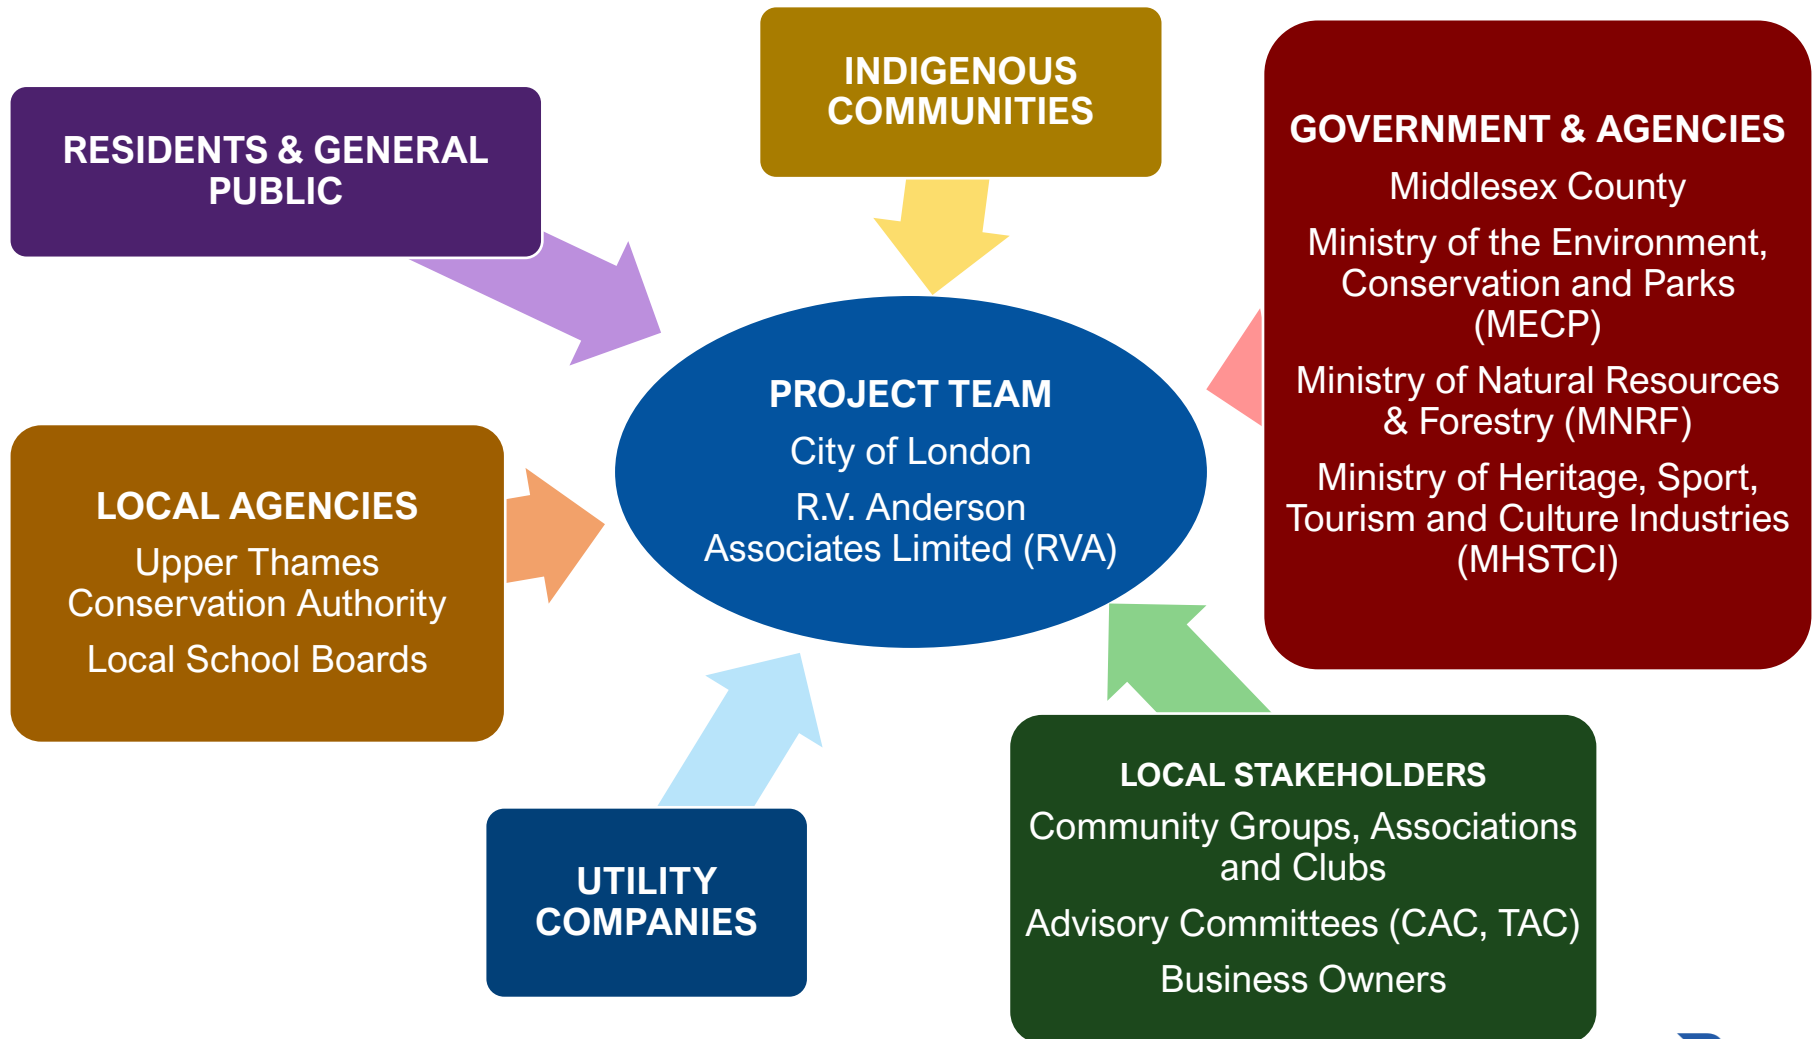 INDIGENOUS
COMMUNITIES
RESIDENTS & GENERAL
PUBLIC
GOVERNMENT & AGENCIES
Middlesex County
Ministry of the Environment,
Conservation and Parks
(MECP)
Ministry of Natural Resources
& Forestry (MNRF)
Ministry of Heritage, Sport,
Tourism and Culture Industries
(MHSTCI)
PROJECT TEAM
City of London
R.V. Anderson
Associates Limited (RVA)
LOCAL AGENCIES
Upper Thames
Conservation Authority
Local School Boards
UTILITY
COMPANIES
LOCAL STAKEHOLDERS
Community Groups, Associations
and Clubs
Advisory Committees (CAC, TAC)
Business Owners